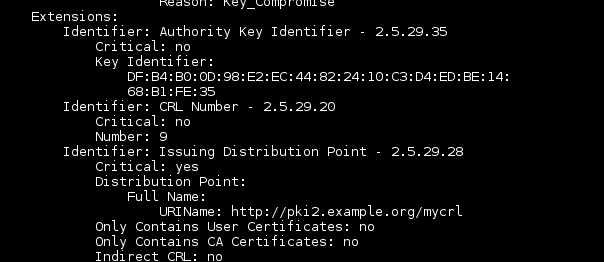 Reason: Key_Compromise
Extensions:
Identifier: Authority Key Identifier - 2.5.29.35
Critical: no
Key Identifier:
DF:B4:B0:0D:98:E2:EC:44:82:24:10:C3:D4:ED:BE:14:
68:B1:FE:35
Identifier: CRL Number - 2.5.29.20
Critical: no
Number: 9
Identifier: Issuing Distribution Point - 2.5.29.28
Critical: yes
Distribution Point:
Full Name:
URIName: http://pki2.example.org/mycrl
Only Contains User Certificates: no
Only Contains CA Certificates: no
Indirect CRL: no